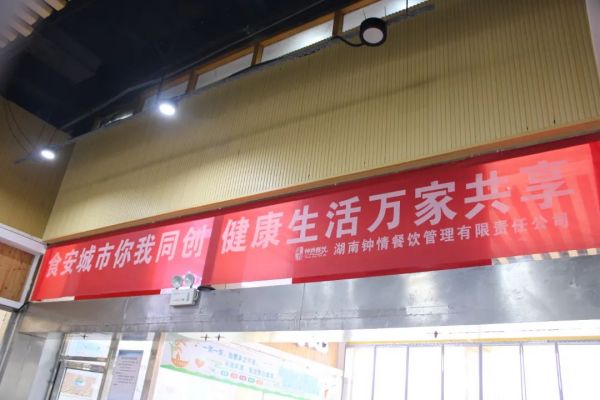 食安城市你我同创 健康生活万家共享
湖南钟情餐饮管理有限责任公司